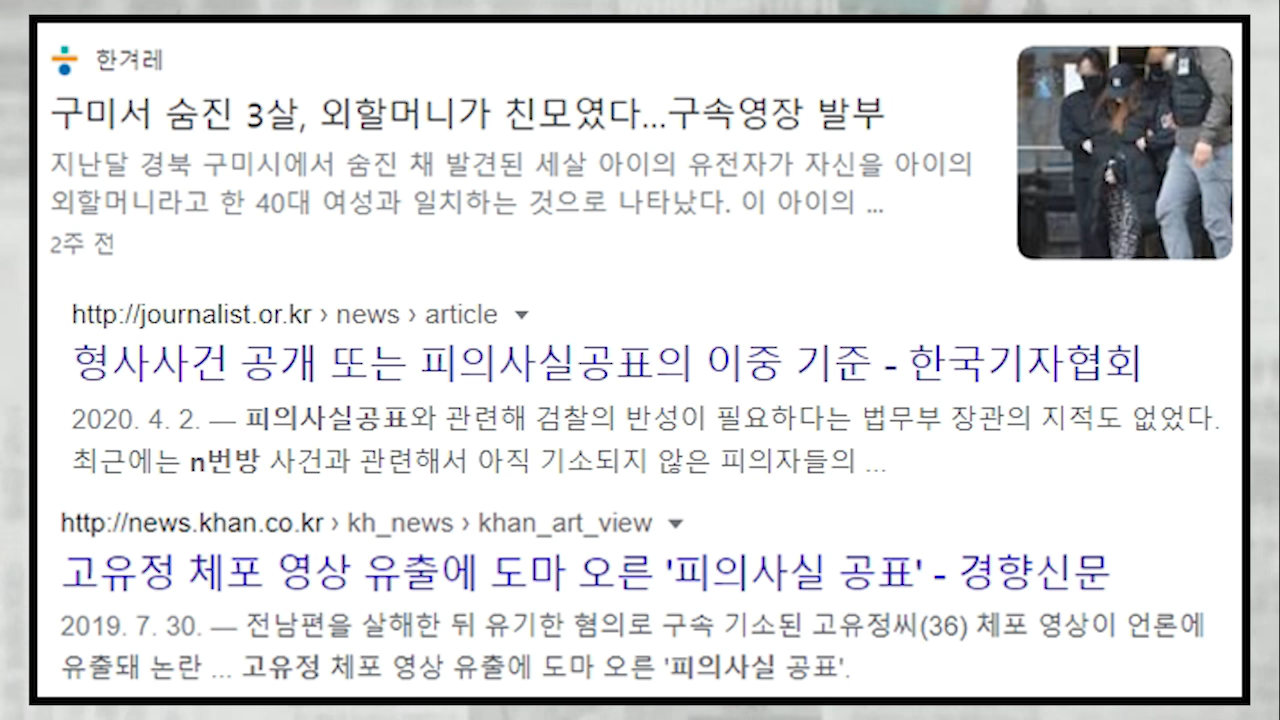 한겨레
구미서 숨진 3살, 외할머니가 친모였다...구속영장 발부
지난달 경북 구미시에서 숨진 채 발견된 세살 아이의 유전자가 자신을 아이의
외할머니라고 한 40대 여성과 일치하는 것으로 나타났다. 이 아이의 ...
2주 전
http://journalist.or.kr › news › article
형사사건 공개 또는 피의사실공표의 이중 기준 - 한국기자협회
2020. 4. 2. — 피의사실공표와 관련해 검찰의 반성이 필요하다는 법무부 장관의 지적도 없었다.
최근에는 n번방 사건과 관련해서 아직 기소되지 않은 피의자들의 ...
http://news.khan.co.kr › kh_news › khan_art_view
고유정 체포 영상 유출에 도마 오른 '피의사실 공표' - 경향신문
2019. 7. 30. — 전남편을 살해한 뒤 유기한 혐의로 구속 기소된 고유정씨(36) 체포 영상이 언론에
유출돼 논란 ... 고유정 체포 영상 유출에 도마 오른 '피의사실 공표'.